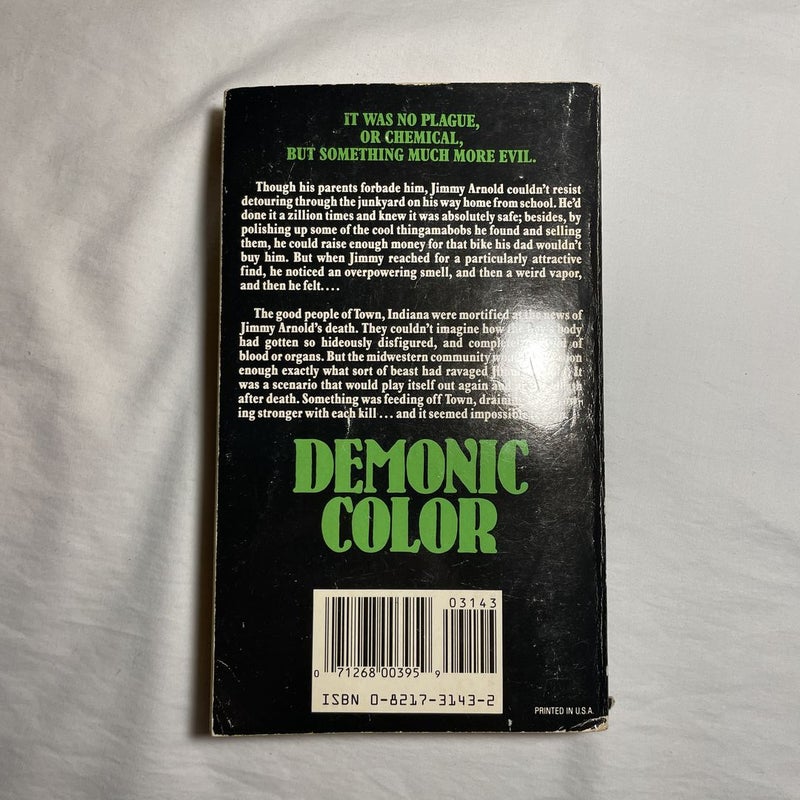 IT WAS NO PLAGUE,
OR CHEMICAL,
BUT SOMETHING MUCH MORE EVIL.
Though his parents forbade him, Jimmy Arnold couldn't resist
detouring through the junkyard on his way home from school. He'd
done it a zillion times and knew it was absolutely safe; besides, by
polishing up some of the cool thingamabobs he found and selling
them, he could raise enough money for that bike his dad wouldn't
buy him. But when Jimmy reached for a particularly attractive
find, he noticed an overpowering smell, and then a weird vapor,
and then he felt....
The good people of Town, Indiana were mortified at the news of
Jimmy Arnold's death. They couldn't imagine how the boy's body
had gotten so hideously disfigured, and of
blood or organs. But the midwestern community
enough exactly what sort of beast had ravaged It
was a scenario that would play itself out again
after death. Something was feeding off Town,
ing stronger with each kill ... and it seemed
DEMONIC
COLOR
03143
0 71268 00395 9
ISBN 0-8217-3143-2
PRINTED IN U.S.A.